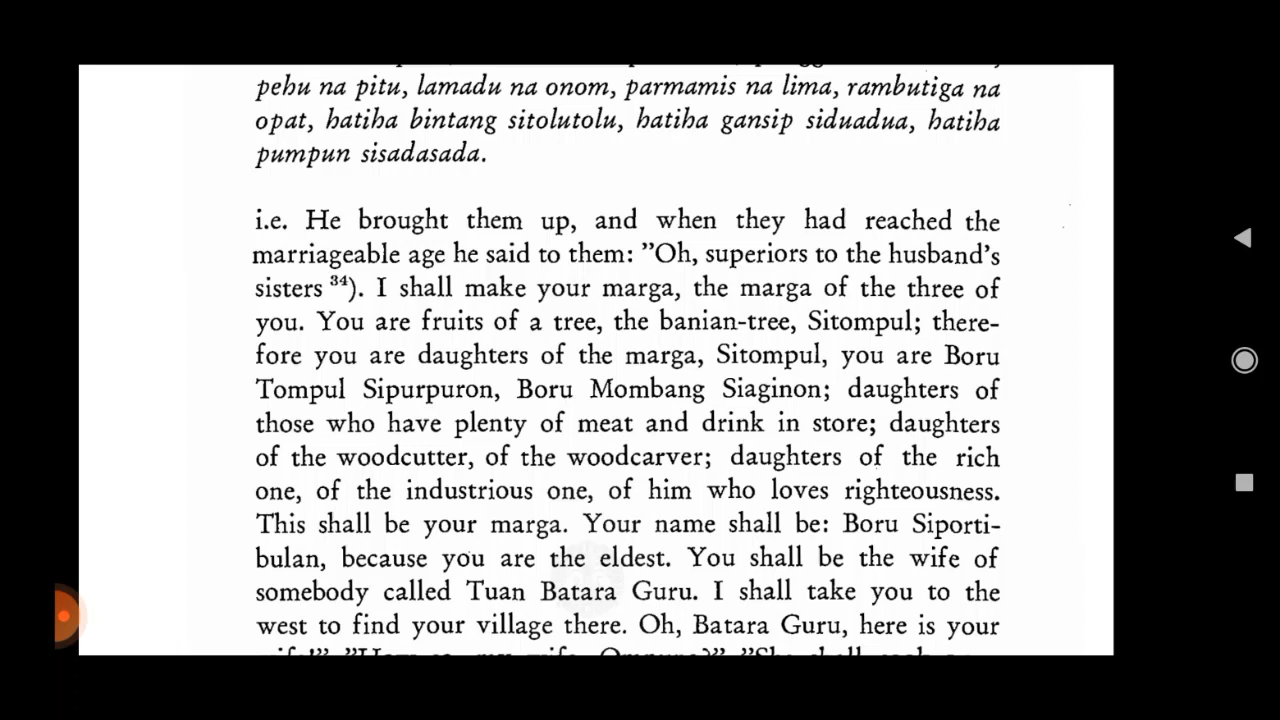 pehu na pitu, lamadu na onom, parmamis na lima, rambutiga na
opat, hatiha bintang sitolutolu, hatiha gansip siduadua, hatiha
pumpun sisadasada.
i.e. He brought them up, and when they had reached the
marriageable age he said to them: ”Oh, superiors to the husband's
sisters ³⁴). I shall make your marga, the marga of the three of
you. You are fruits of a tree, the banian-tree, Sitompul; there-
fore you are daughters of the marga, Sitompul, you are Boru
Tompul Sipurpuron, Boru Mombang Siaginon; daughters of
those who have plenty of meat and drink in store; daughters
of the woodcutter, of the woodcarver; daughters of the rich
one, of the industrious one, of him who loves righteousness.
This shall be your marga. Your name shall be: Boru Siporti-
bulan, because you are the eldest. You shall be the wife of
somebody called Tuan Batara Guru. I shall take you to the
west to find your village there. Oh, Batara Guru, here is your